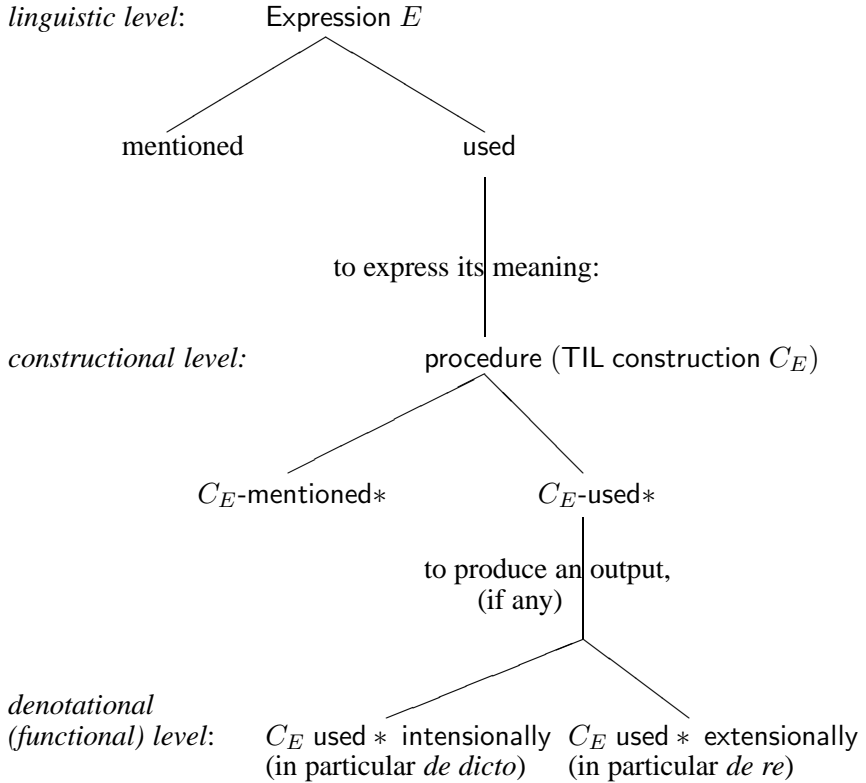 linguistic level: Expression E
mentioned used
to express its meaning:
constructional level: procedure (TIL construction C_E)
C_E-mentioned∗ C_E-used∗
to produce an output,
(if any)
denotational
(functional) level: C_E used ∗ intensionally C_E used ∗ extensionally
(in particular de dicto) (in particular de re)